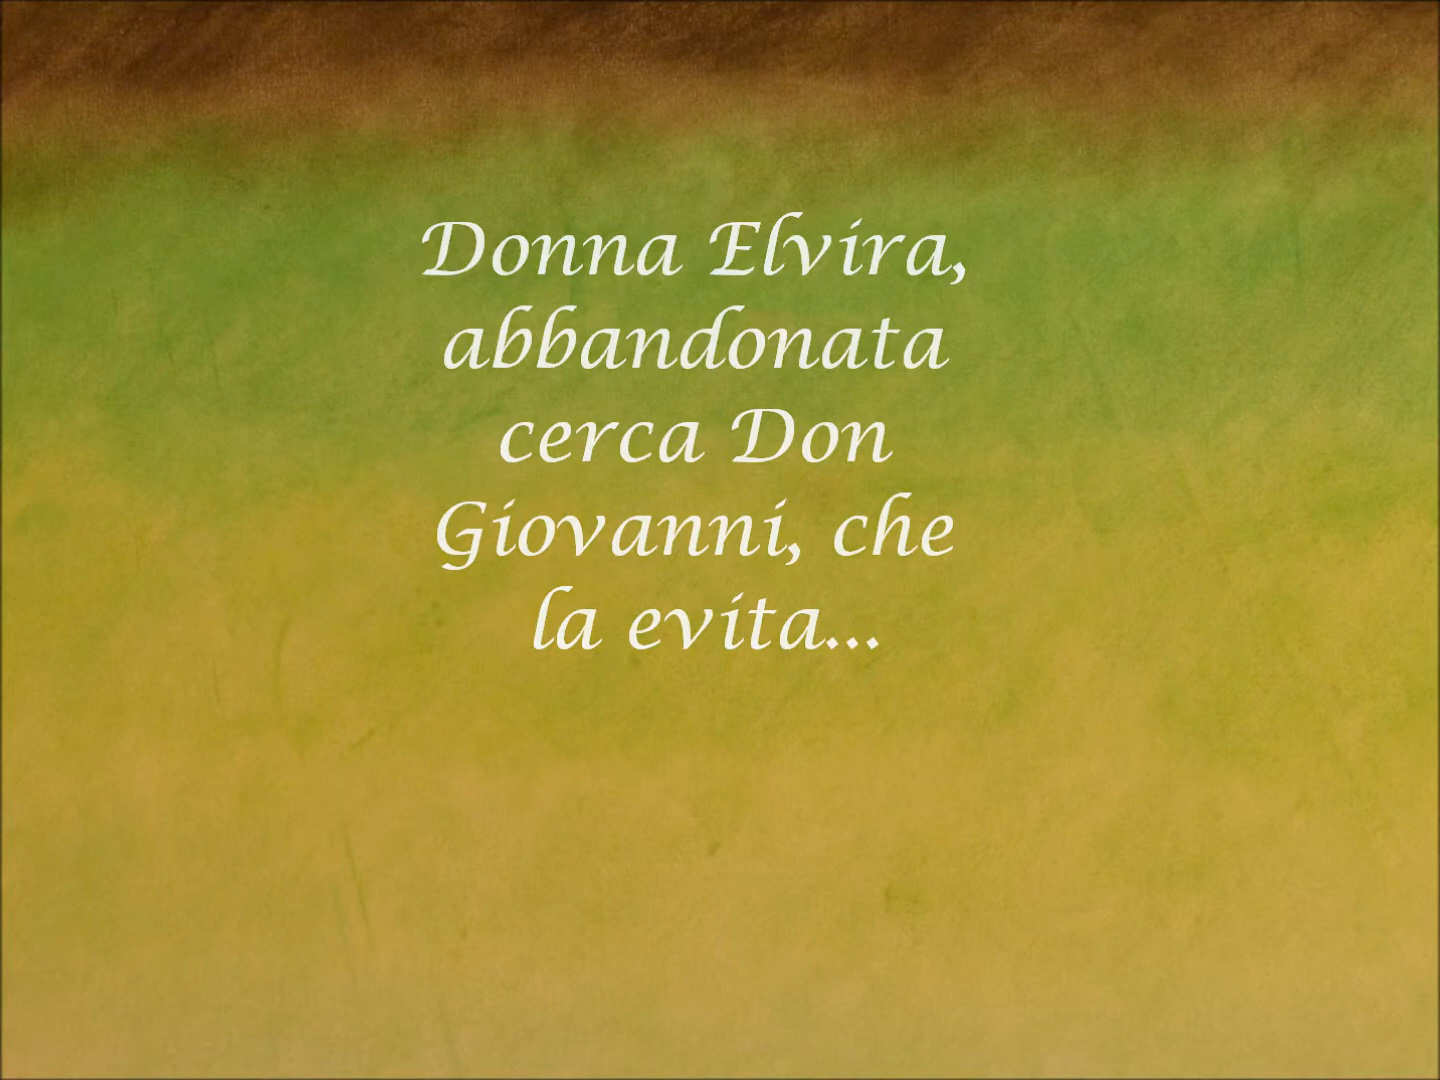 Donna Elvira,
abbandonata
cerca Don
Giovanni, che
la evita...